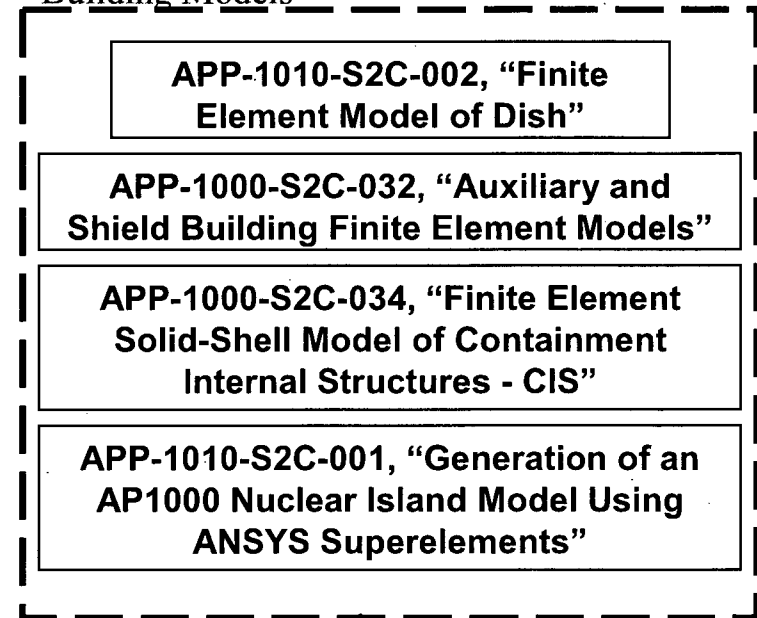 Building Models
APP-1010-S2C-002, “Finite
Element Model of Dish”
APP-1000-S2C-032, “Auxiliary and
Shield Building Finite Element Models”
APP-1000-S2C-034, “Finite Element
Solid-Shell Model of Containment
Internal Structures - CIS”
APP-1010-S2C-001, “Generation of an
AP1000 Nuclear Island Model Using
ANSYS Superelements”